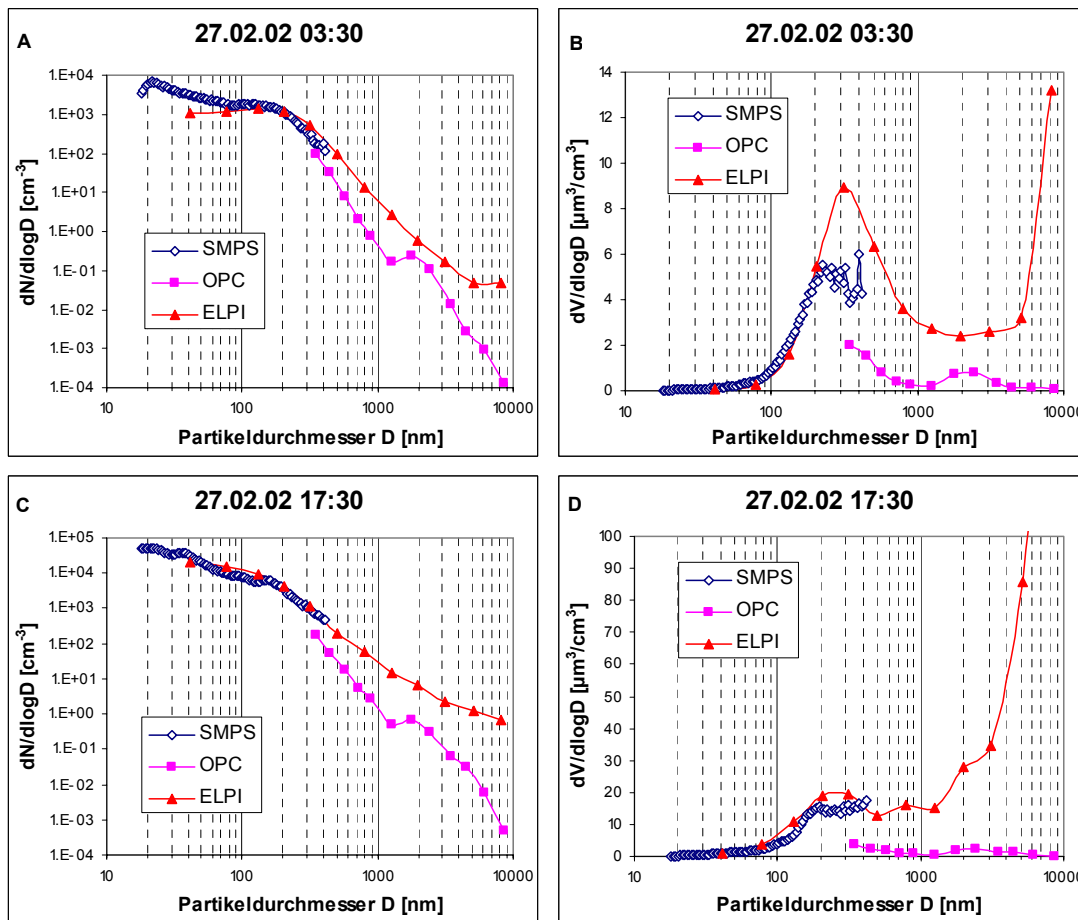 A
27.02.02 03:30
dN/dlogD [cm⁻³]
1.E+04
1.E+03
1.E+02
1.E+01
1.E+00
1.E-01
1.E-02
1.E-03
1.E-04
SMPS
OPC
ELPI
10 100 1000 10000
Partikeldurchmesser D [nm]
B
27.02.02 03:30
dV/dlogD [µm³/cm³]
14
12
10
8
6
4
2
0
SMPS
OPC
ELPI
10 100 1000 10000
Partikeldurchmesser D [nm]
C
27.02.02 17:30
dN/dlogD [cm⁻³]
1.E+05
1.E+04
1.E+03
1.E+02
1.E+01
1.E+00
1.E-01
1.E-02
1.E-03
1.E-04
SMPS
OPC
ELPI
10 100 1000 10000
Partikeldurchmesser D [nm]
D
27.02.02 17:30
dV/dlogD [µm³/cm³]
100
90
80
70
60
50
40
30
20
10
0
SMPS
OPC
ELPI
10 100 1000 10000
Partikeldurchmesser D [nm]